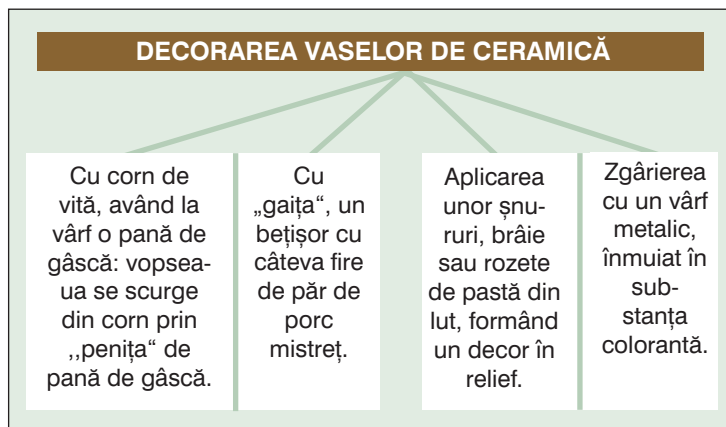 DECORAREA VASELOR DE CERAMICĂ
Cu corn de
vită, având la
vârf o pană de
gâscă: vopsea-
ua se scurge
din corn prin
,,penița“ de
pană de gâscă.
Cu
„gaița“, un
bețișor cu
câteva fire
de păr de
porc
mistreț.
Aplicarea
unor șnu-
ruri, brâie
sau rozete
de pastă din
lut, formând
un decor în
relief.
Zgârierea
cu un vârf
metalic,
înmuiat în
sub-
stanța
colorantă.